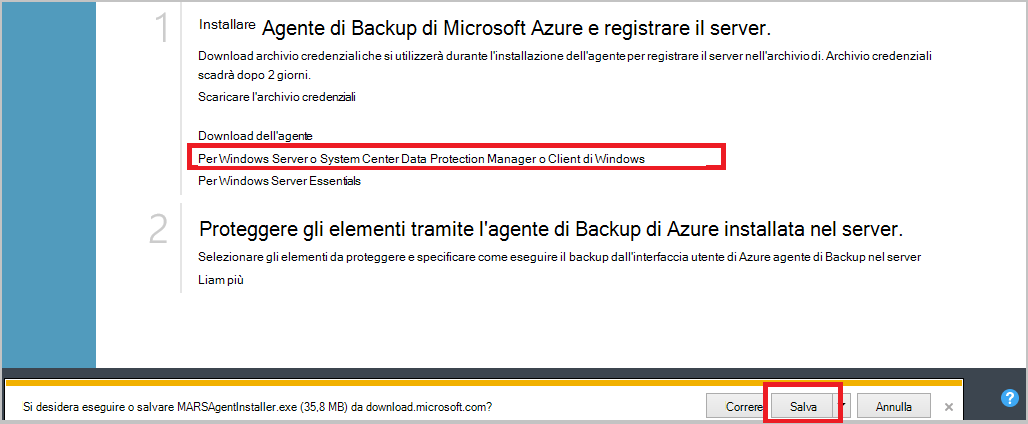 1
Installare Agente di Backup di Microsoft Azure e registrare il server.
Download archivio credenziali che si utilizzerà durante l'installazione dell'agente per registrare il server nell'archivio di. Archivio credenziali
scadrà dopo 2 giorni.
Scaricare l'archivio credenziali
Download dell'agente
Per Windows Server o System Center Data Protection Manager o Client di Windows
Per Windows Server Essentials
2
Proteggere gli elementi tramite l'agente di Backup di Azure installata nel server.
Selezionare gli elementi da proteggere e specificare come eseguire il backup dall'interfaccia utente di Azure agente di Backup nel server
Liam più
Si desidera eseguire o salvare MARSAgentInstaller.exe (35,8 MB) da download.microsoft.com?
Correre
Salva
Annulla
×
?